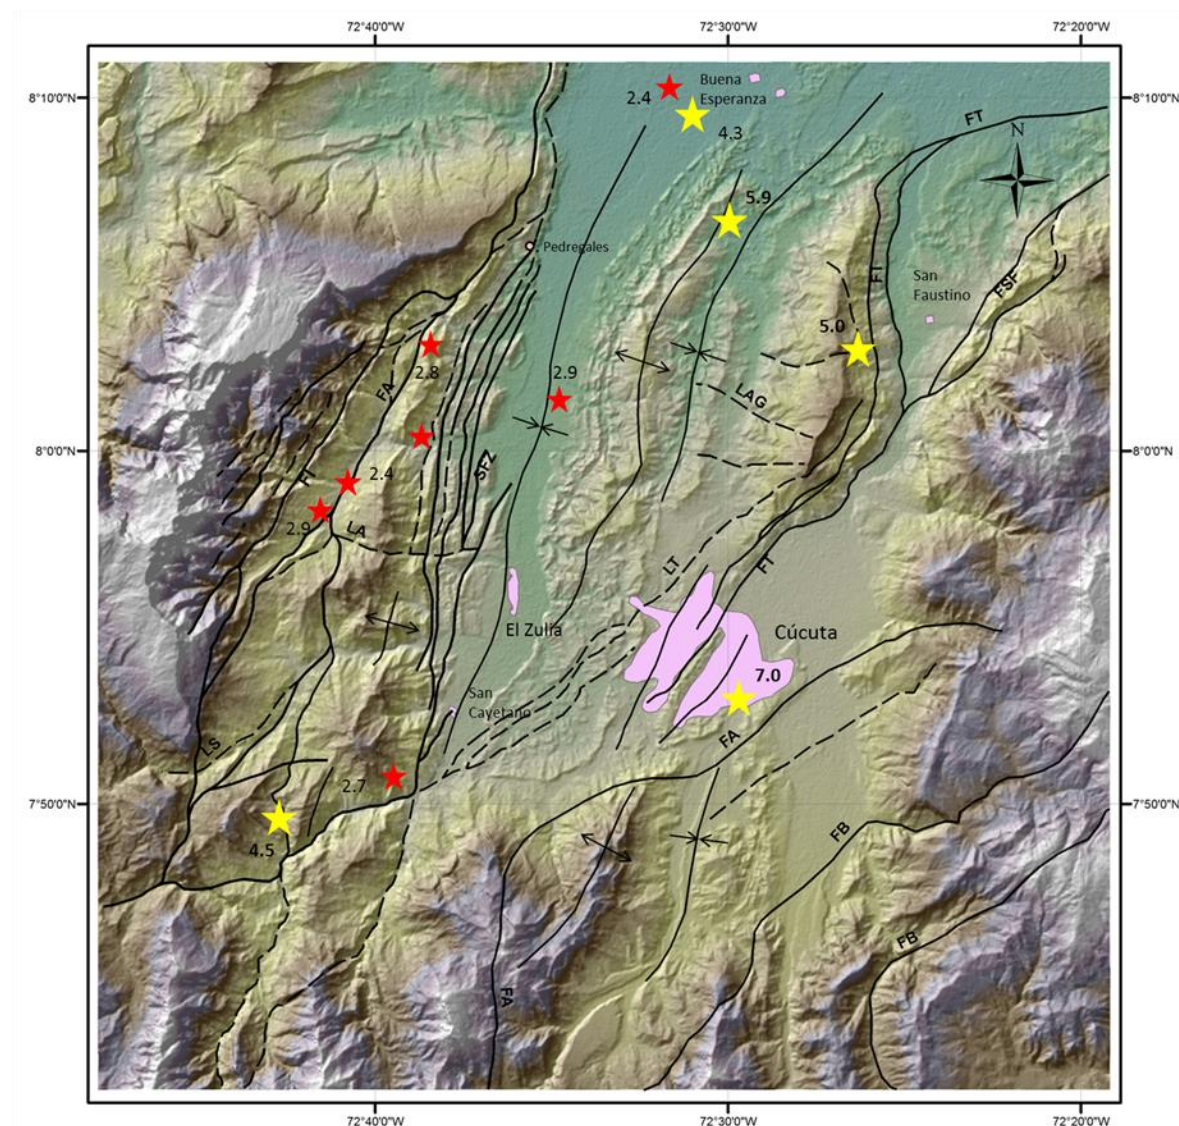 72°40'0"W
72°30'0"W
72°20'0"W
8°10'0"N
8°10'0"N
2.4
Buena
Esperanza
4.3
FT
N
5.9
Pedregales
FT
San
Faustino
FSF
5.0
2.8
FA
2.9
LAG
8°0'0"N
8°0'0"N
SFZ
FT
2.4
2.9
LA
LT
FT
El Zulia
Cúcuta
7.0
San
Cayetano
LS
FA
2.7
7°50'0"N
7°50'0"N
4.5
FB
FB
FA
72°40'0"W
72°30'0"W
72°20'0"W